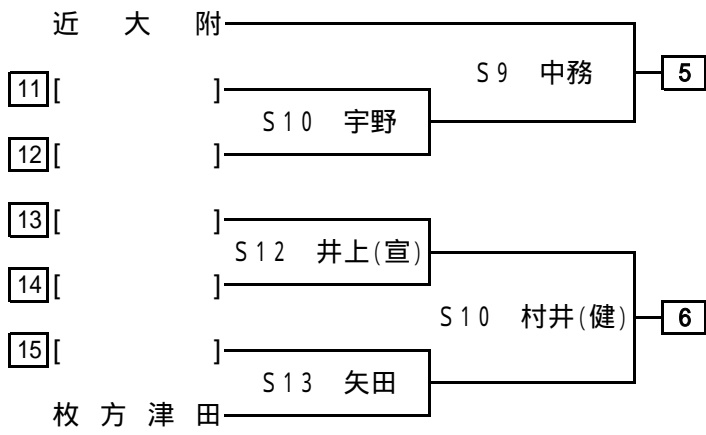 近 大 附
S9 中務
5
11 [ ]
S10 宇野
12 [ ]
13 [ ]
S12 井上(宣)
14 [ ]
S10 村井(健)
6
15 [ ]
S13 矢田
枚 方 津 田